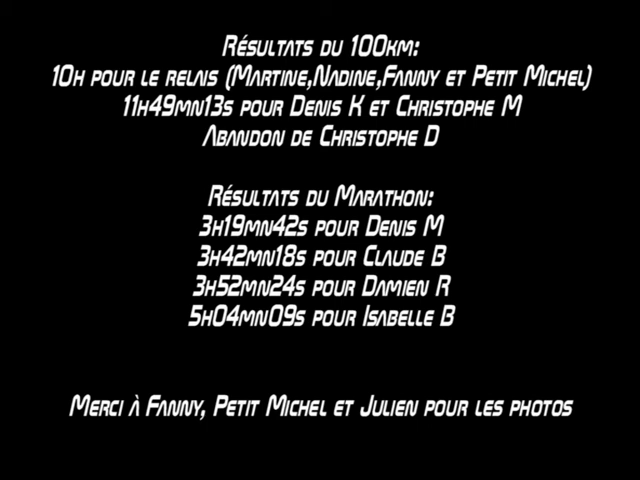 Résultats du 100km:
10h pour le relais (Martine,Nadine,Fanny et Petit Michel)
11h49mn13s pour Denis K et Christophe M
Abandon de Christophe D
Résultats du Marathon:
3h19mn42s pour Denis M
3h42mn18s pour Claude B
3h52mn24s pour Damien R
5h04mn09s pour Isabelle B
Merci à Fanny, Petit Michel et Julien pour les photos